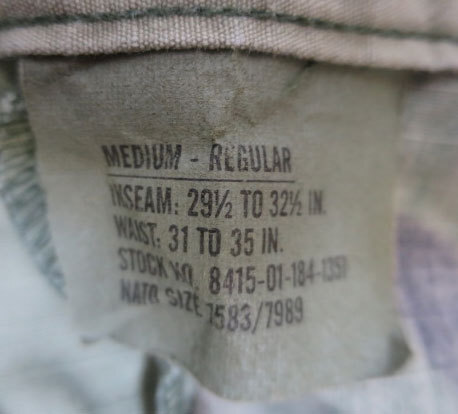 MEDIUM - REGULAR
INSEAM: 29½ TO 32½ IN.
WAIST: 31 TO 35 IN.
STOCK NO. 8415-01-184-1351
NATO SIZE 7583/7989